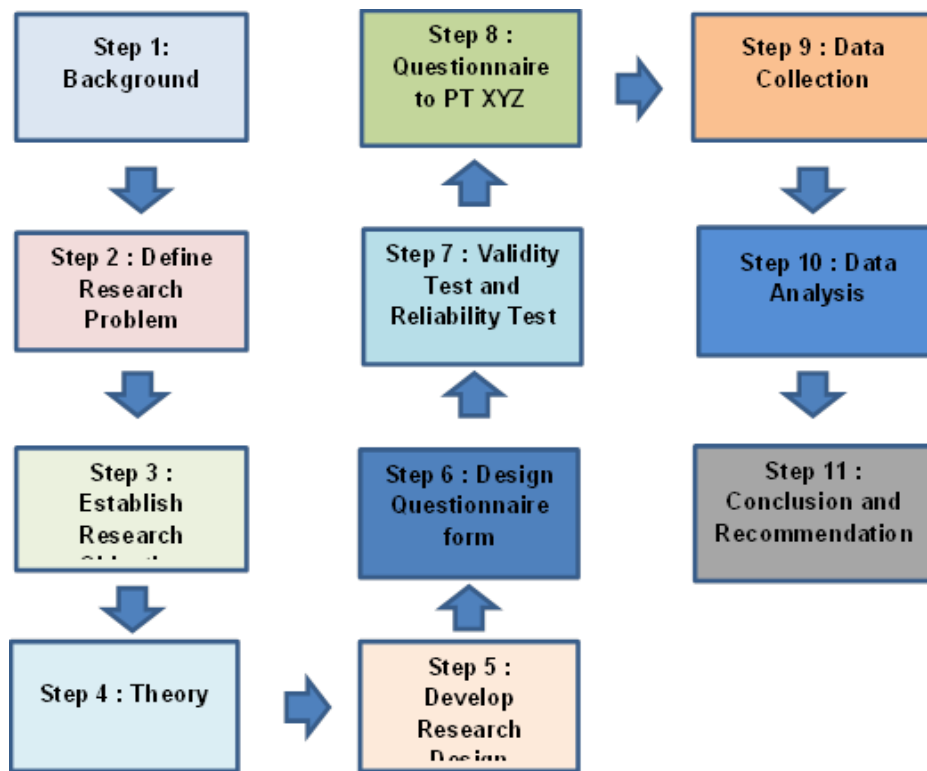 Step 1:
Background
Step 2 : Define
Research
Problem
Step 3 :
Establish
Research
Step 4 : Theory
Step 5 :
Develop
Research
Design
Step 6 : Design
Questionnaire
form
Step 7 : Validity
Test and
Reliability Test
Step 8 :
Questionnaire
to PT XYZ
Step 9 : Data
Collection
Step 10 : Data
Analysis
Step 11 :
Conclusion and
Recommendation